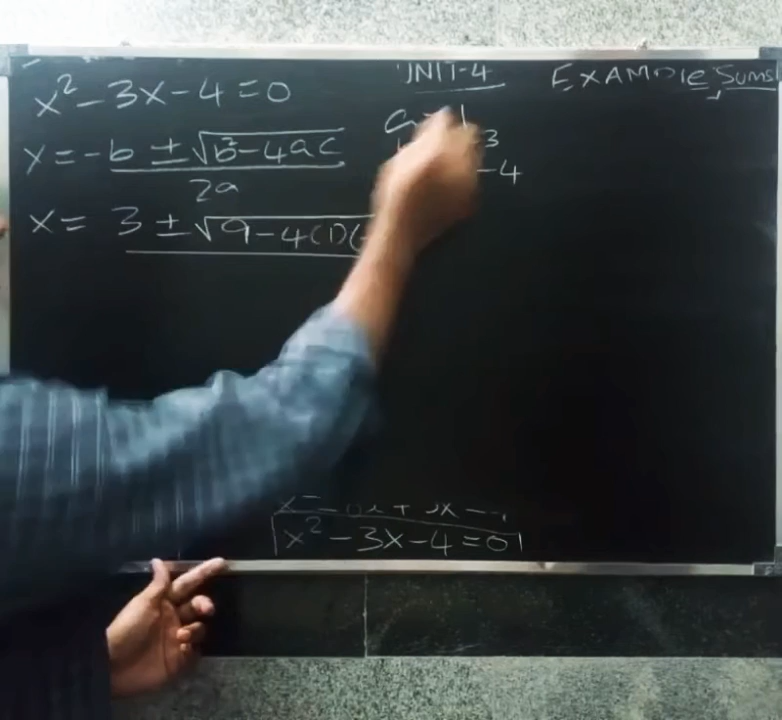 UNIT-4
EXAMPLE SUMS
x² - 3x - 4 = 0
x = -b ± √b² - 4ac
2a
3
-4
x = 3 ± √9 - 4(1)(
x² - 3x - 4 = 0